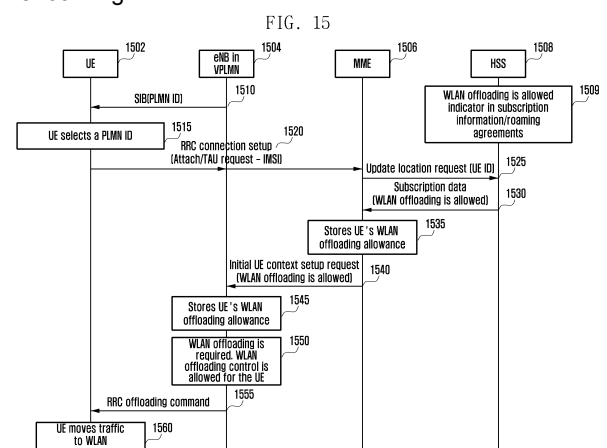 FIG. 15
1502
1504
1506
1508
UE
eNB in
VPLMN
MME
HSS
WLAN offloading is allowed
indicator in subscription
information/roaming
agreements
1509
SIB(PLMN ID)
1510
UE selects a PLMN ID
1515
1520
RRC connection setup
(Attach/TAU request - IMSI)
Update location request (UE ID)
1525
Subscription data
(WLAN offloading is allowed)
1530
Stores UE's WLAN
offloading allowance
1535
Initial UE context setup request
(WLAN offloading is allowed)
1540
Stores UE's WLAN
offloading allowance
1545
WLAN offloading is
required. WLAN
offloading control is
allowed for the UE
1550
RRC offloading command
1555
UE moves traffic
to WLAN
1560